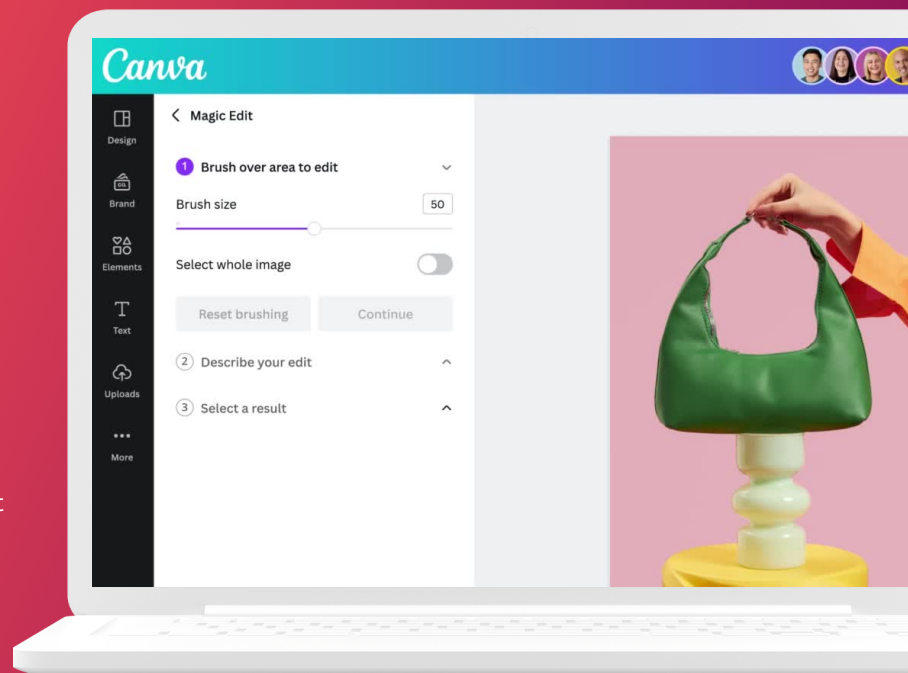 Canva
Magic Edit
Design
1 Brush over area to edit
Brand
Brush size
50
Elements
Select whole image
Text
Reset brushing
Continue
2 Describe your edit
Uploads
3 Select a result
More